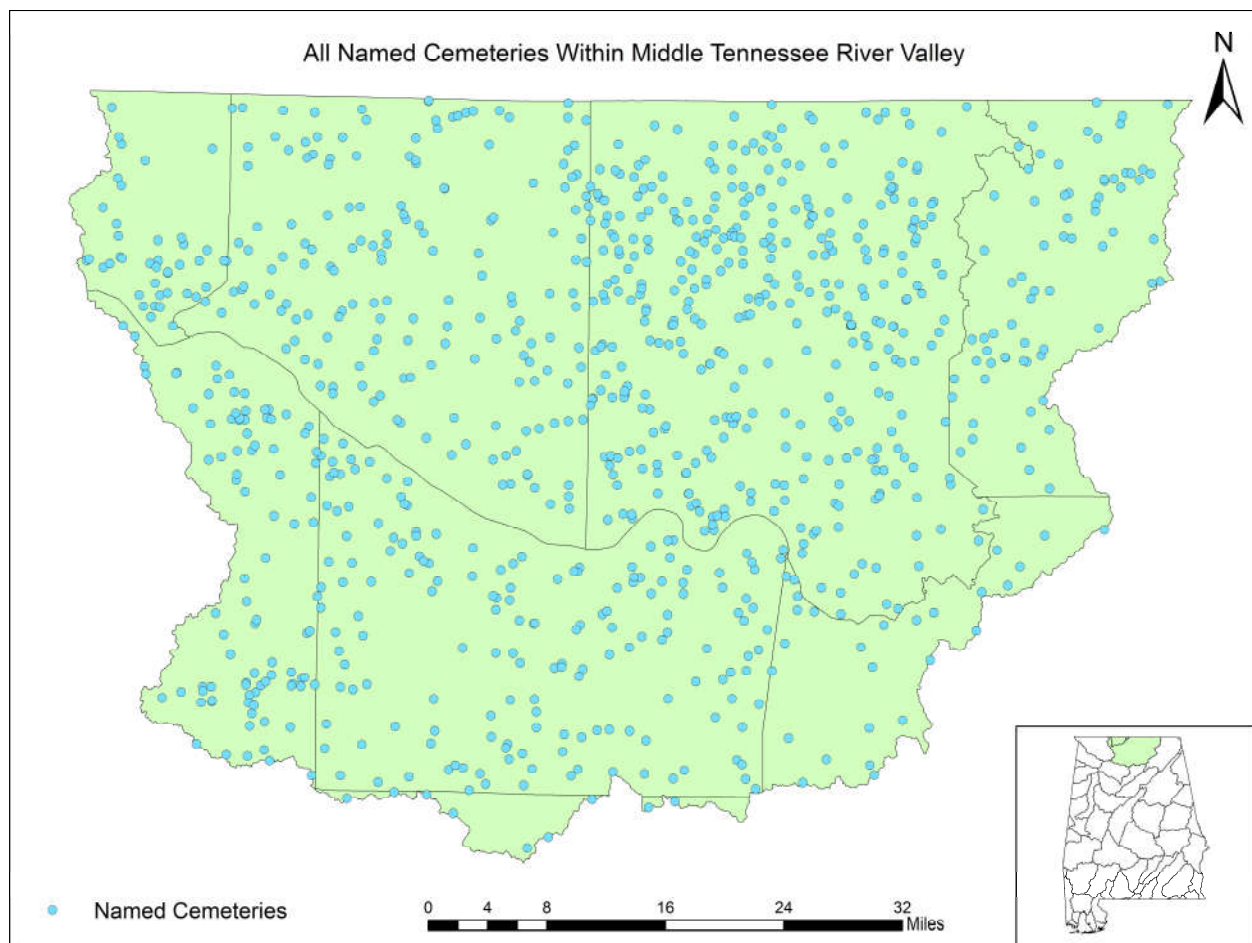 All Named Cemeteries Within Middle Tennessee River Valley
N
Named Cemeteries
0 4 8 16 24 32
Miles